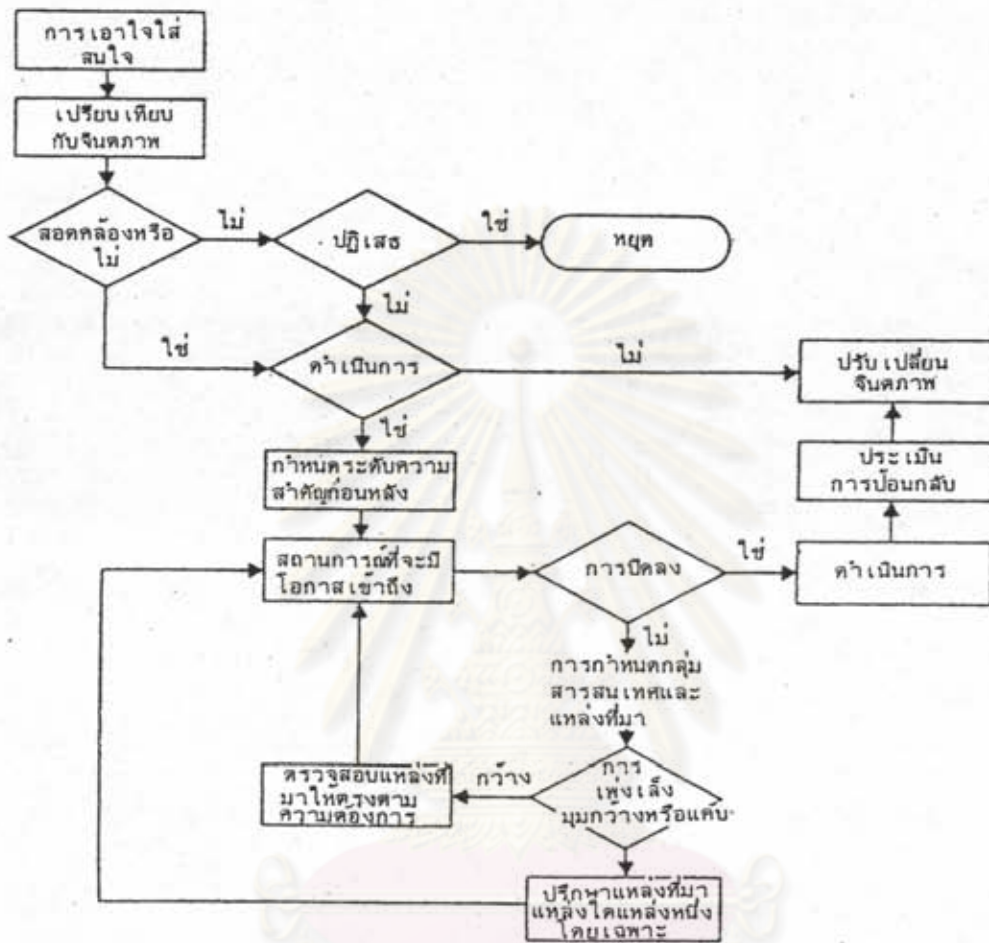 การเอาใจใส่
สนใจ
เปรียบเทียบ
กับจินตภาพ
สอดคล้องหรือ
ไม่
ไม่
ปฏิเสธ
ใช่
หยุด
ไม่
ใช่
ดำเนินการ
ไม่
ปรับเปลี่ยน
จินตภาพ
ใช่
กำหนดระดับความ
สำคัญก่อนหลัง
ประเมิน
การป้อนกลับ
สถานการณ์ที่จะมี
โอกาสเข้าถึง
การปิดลง
ใช่
ดำเนินการ
ไม่
การกำหนดกลุ่ม
สารสนเทศและ
แหล่งที่มา
ตรวจสอบแหล่งที่
มาให้ตรงตาม
ความต้องการ
กว้าง
การ
เพ่งเล็ง
มุมกว้างหรือแคบ
ปรึกษาแหล่งที่มา
แหล่งใดแหล่งหนึ่ง
โดยเฉพาะ